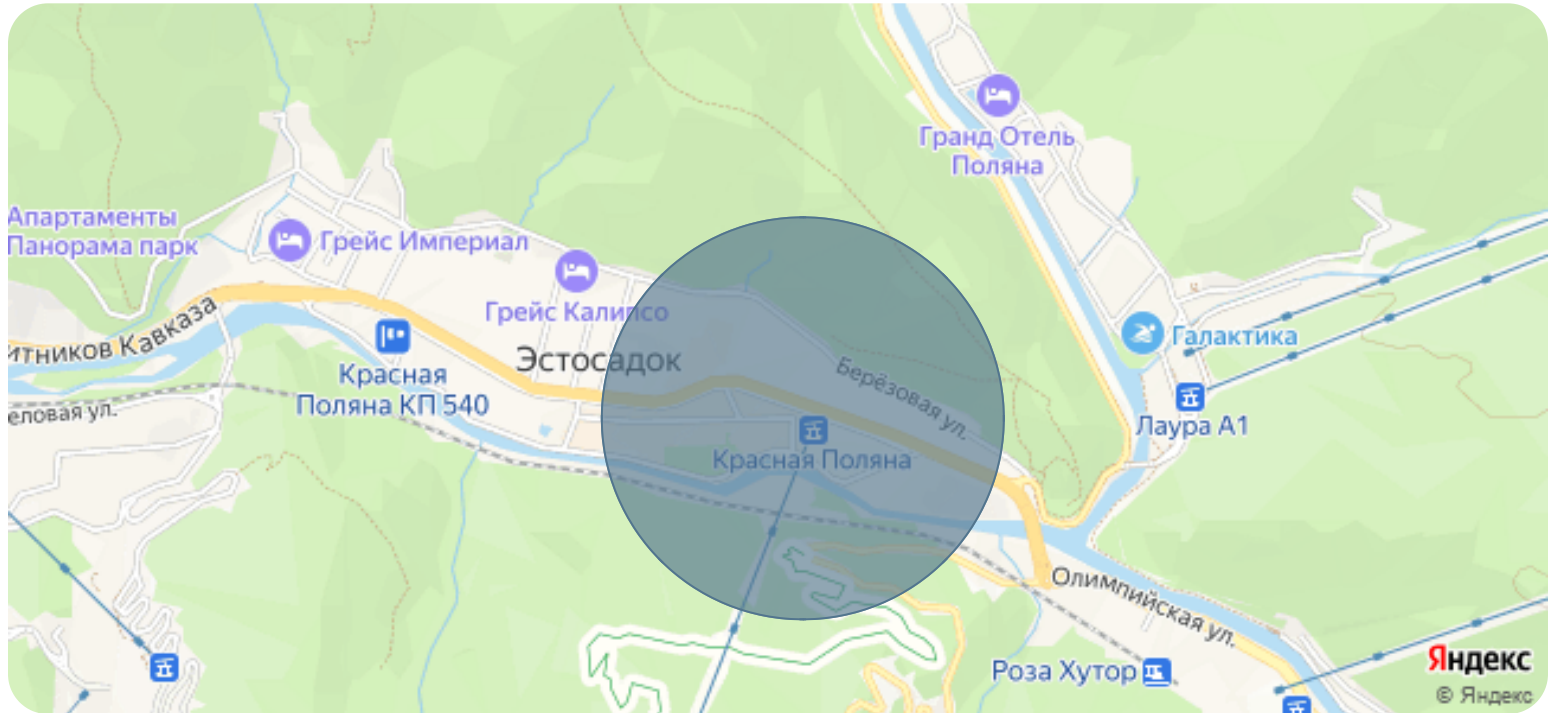 Гранд Отель
Поляна
Апартаменты
Панорама парк
Грейс Империал
Грейс Калипсо
итников Кавказа
Галактика
Эстосадок
Красная
Поляна КП 540
Берёзовая ул.
еловая ул.
Лаура А1
Красная Поляна
Олимпийская ул.
Роза Хутор
Яндекс
© Яндекс